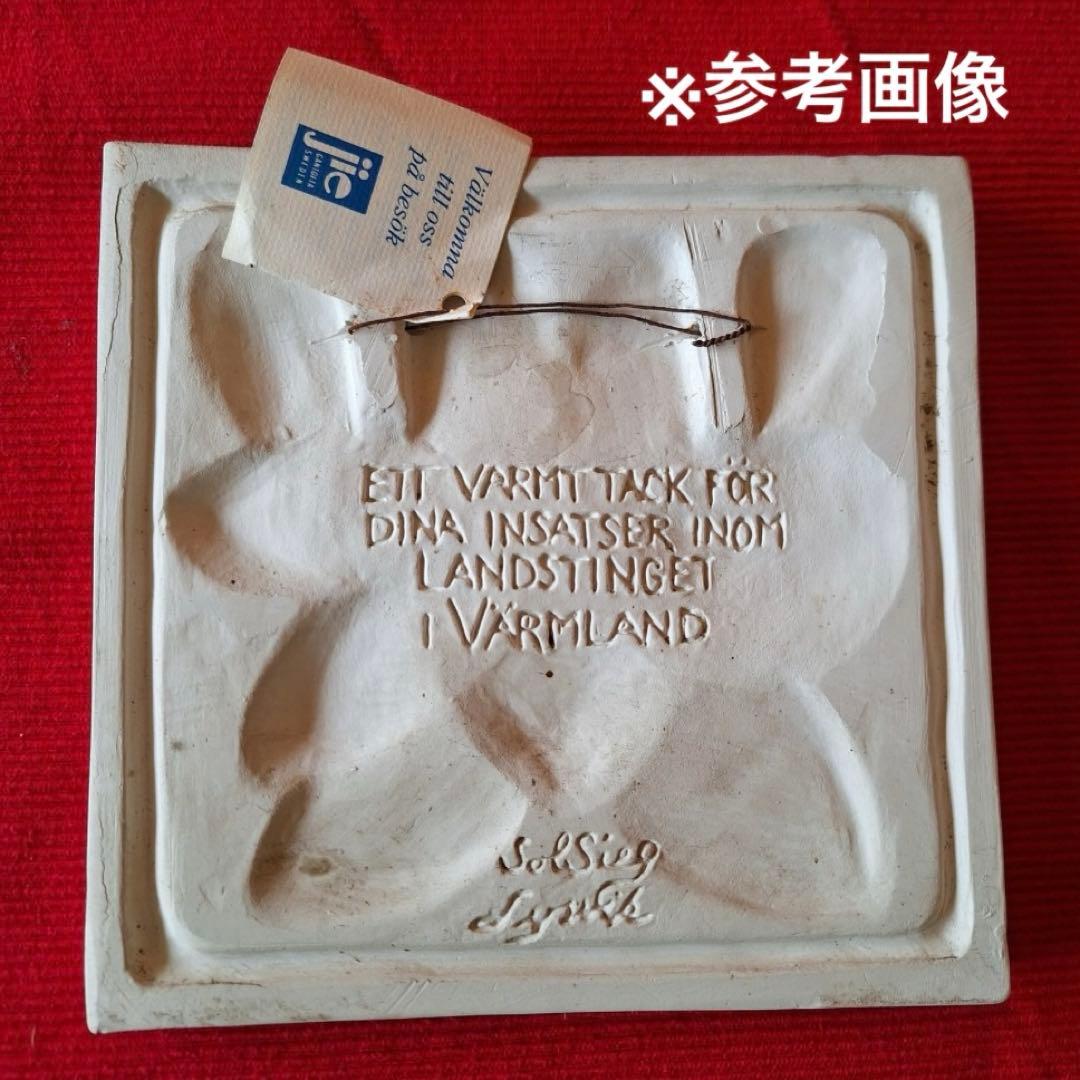 ※参考画像
jie
GANTOFTA
SWEDEN
Välkomna
till oss
på besök
ETT VARMT TACK FÖR
DINA INSATSER INOM
LANDSTINGET
I VÄRMLAND